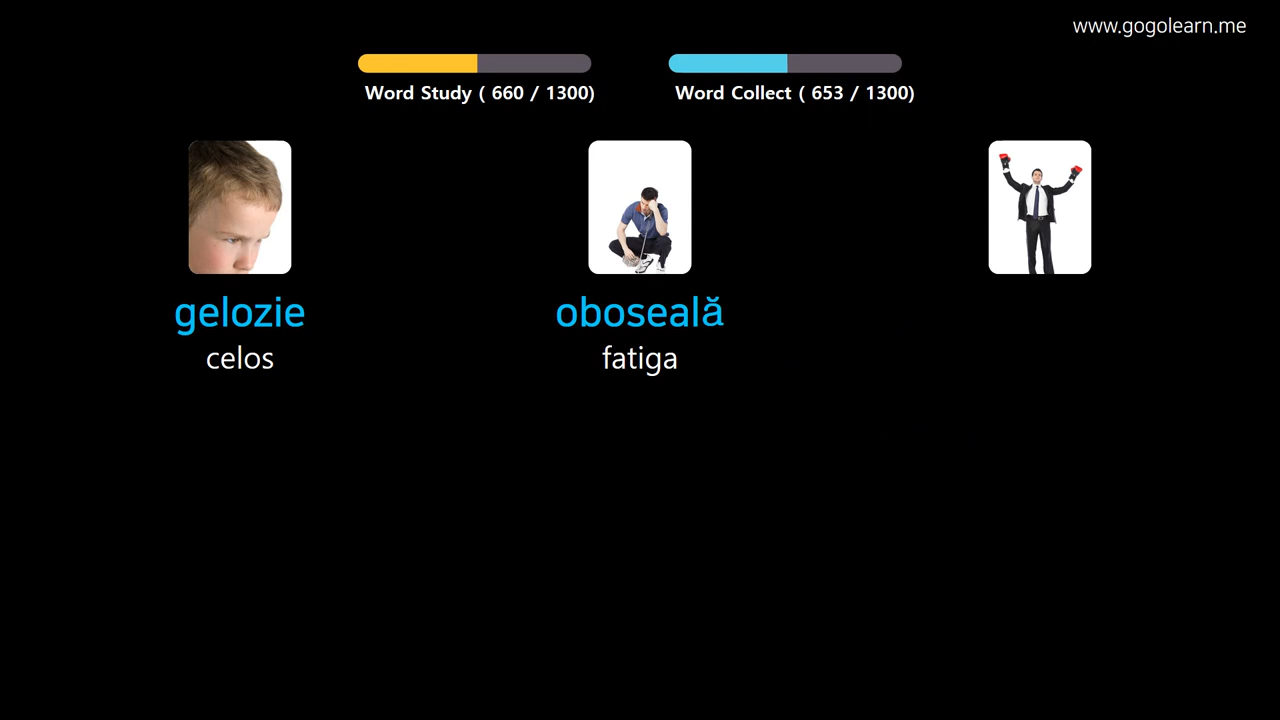 www.gogolearn.me
Word Study ( 660 / 1300)
Word Collect ( 653 / 1300)
gelozie
celos
oboseală
fatiga